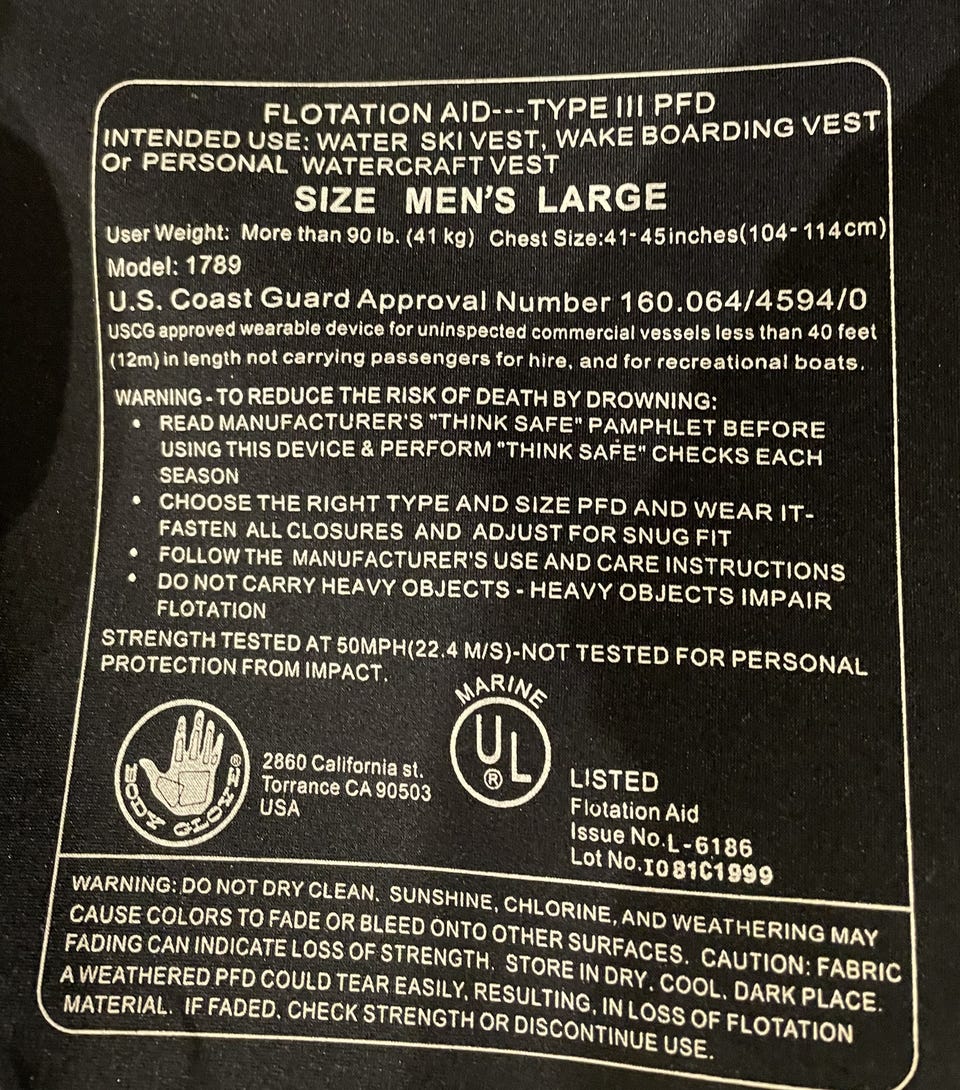 FLOTATION AID---TYPE III PFD
INTENDED USE: WATER SKI VEST, WAKE BOARDING VEST
Or PERSONAL WATERCRAFT VEST
SIZE MEN'S LARGE
User Weight: More than 90 lb. (41 kg) Chest Size:41-45inches(104-114cm)
Model: 1789
U.S. Coast Guard Approval Number 160.064/4594/0
USCG approved wearable device for uninspected commercial vessels less than 40 feet
(12m) in length not carrying passengers for hire, and for recreational boats.
WARNING - TO REDUCE THE RISK OF DEATH BY DROWNING:
• READ MANUFACTURER'S "THINK SAFE" PAMPHLET BEFORE
USING THIS DEVICE & PERFORM "THINK SAFE" CHECKS EACH
SEASON
• CHOOSE THE RIGHT TYPE AND SIZE PFD AND WEAR IT-
FASTEN ALL CLOSURES AND ADJUST FOR SNUG FIT
• FOLLOW THE MANUFACTURER'S USE AND CARE INSTRUCTIONS
• DO NOT CARRY HEAVY OBJECTS - HEAVY OBJECTS IMPAIR
FLOTATION
STRENGTH TESTED AT 50MPH(22.4 M/S)-NOT TESTED FOR PERSONAL
PROTECTION FROM IMPACT.
BODY GLOVE®
2860 California st.
Torrance CA 90503
USA
MARINE
UL
®
LISTED
Flotation Aid
Issue No.L-6186
Lot No.I081C1999
WARNING: DO NOT DRY CLEAN. SUNSHINE, CHLORINE, AND WEATHERING MAY
CAUSE COLORS TO FADE OR BLEED ONTO OTHER SURFACES. CAUTION: FABRIC
FADING CAN INDICATE LOSS OF STRENGTH. STORE IN DRY, COOL, DARK PLACE.
A WEATHERED PFD COULD TEAR EASILY, RESULTING, IN LOSS OF FLOTATION
MATERIAL. IF FADED, CHECK STRENGTH OR DISCONTINUE USE.